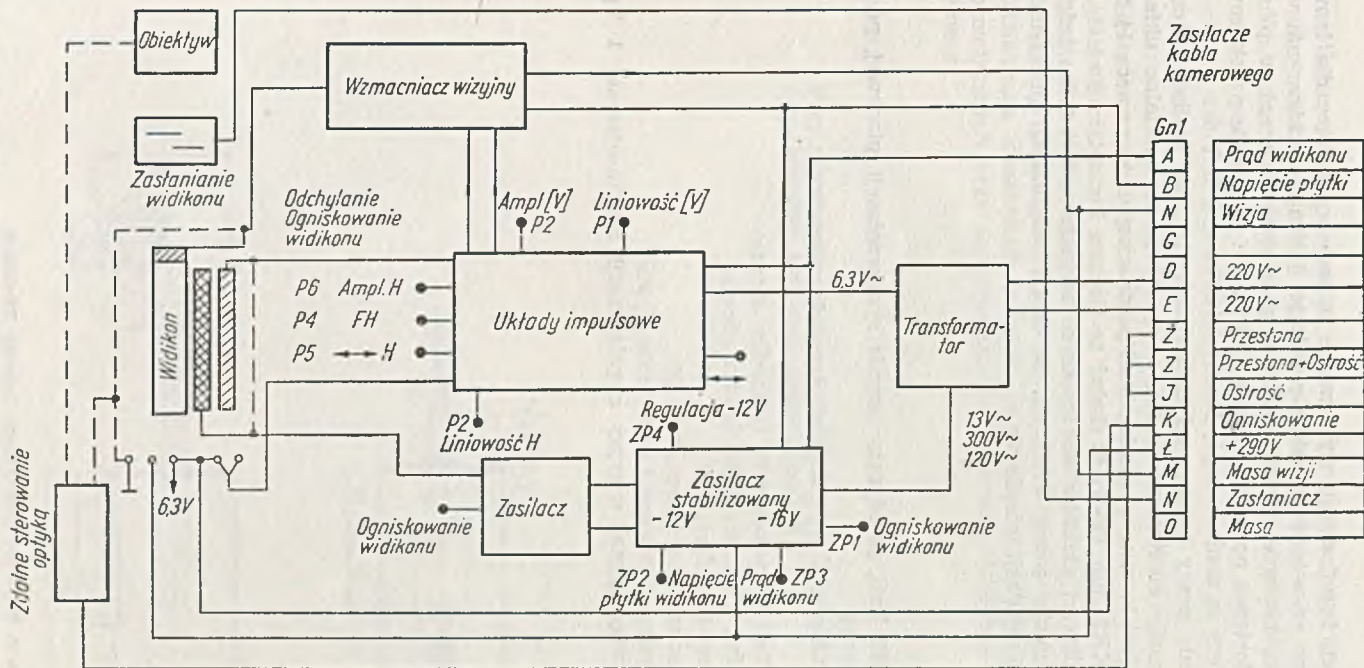 Obiektyw
Zasłanianie
widikonu
Wzmacniacz wizyjny
Zasilacze
kabla
kamerowego
Gn1
A Prąd widikonu
B Napięcie płytki
N Wizja
G
D 220V~
E 220V~
Ż Przesłona
Z Przesłona+Ostrość
J Ostrość
K Ogniskowanie
Ł +290V
M Masa wizji
N Zasłaniacz
O Masa
Odchylanie
Ogniskowanie
widikonu
Ampl [V]
P2
Liniowość [V]
P1
Widikon
P6 Ampl. H
P4 FH
P5 H
Układy impulsowe
6,3V~
Transforma-
tor
P2
Liniowość H
Regulacja -12V
ZP4
13V~
300V~
120V~
6,3V
Zdalne sterowanie
optyką
Ogniskowanie
widikonu
Zasilacz
Zasilacz
stabilizowany
-12V -16V
ZP1
Ogniskowanie
widikonu
ZP2 Napięcie
płytki widikonu
Prąd ZP3
widikonu